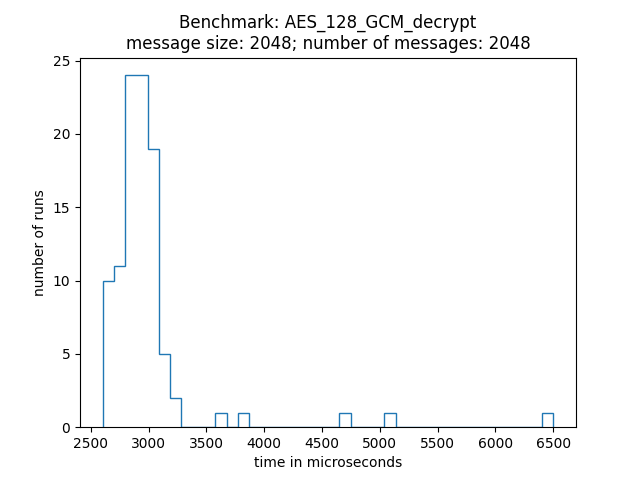 Benchmark: AES_128_GCM_decrypt
message size: 2048; number of messages: 2048
25
20
15
10
5
0
number of runs
2500 3000 3500 4000 4500 5000 5500 6000 6500
time in microseconds